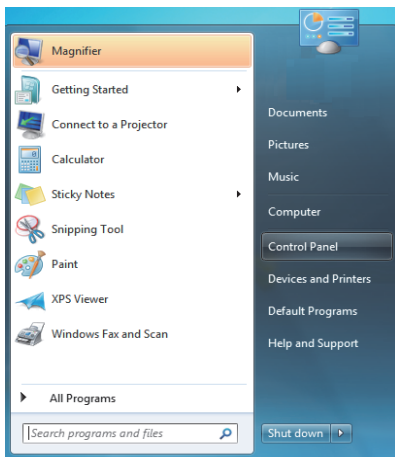 Magnifier
Getting Started
Connect to a Projector
Calculator
Sticky Notes
Snipping Tool
Paint
XPS Viewer
Windows Fax and Scan
All Programs
Search programs and files
Documents
Pictures
Music
Computer
Control Panel
Devices and Printers
Default Programs
Help and Support
Shut down